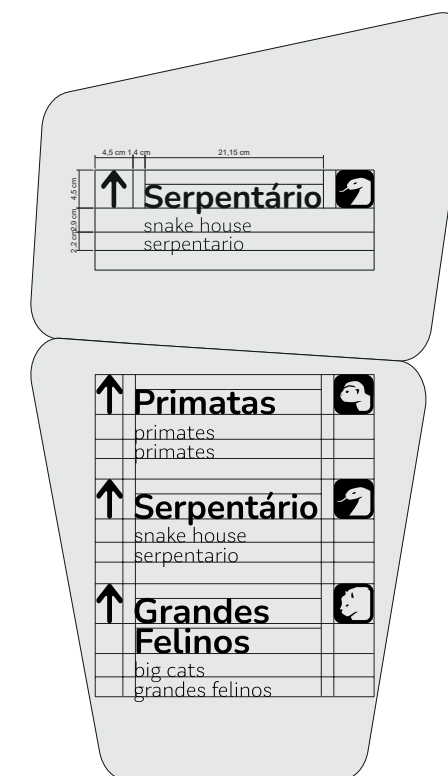 4,5 cm 1,4 cm 21,15 cm
4,5 cm
2,9 cm
2,2 cm
Serpentário
snake house
serpentario
Primatas
primates
primates
Serpentário
snake house
serpentario
Grandes
Felinos
big cats
grandes felinos